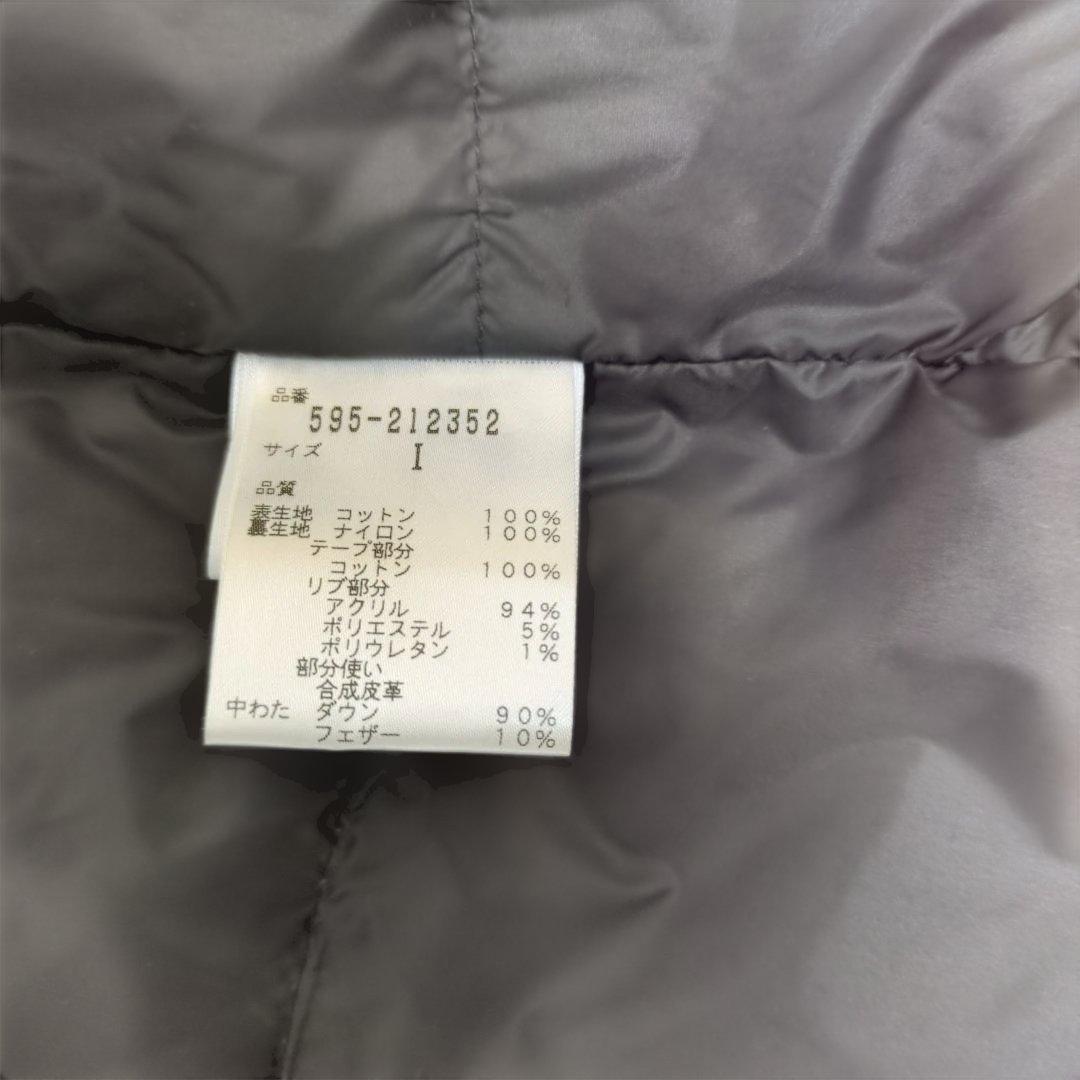 品番
595-212352
サイズ I
品質
表生地 コットン 100%
裏生地 ナイロン 100%
テープ部分
コットン 100%
リブ部分
アクリル 94%
ポリエステル 5%
ポリウレタン 1%
部分使い
合成皮革
中わた ダウン 90%
フェザー 10%